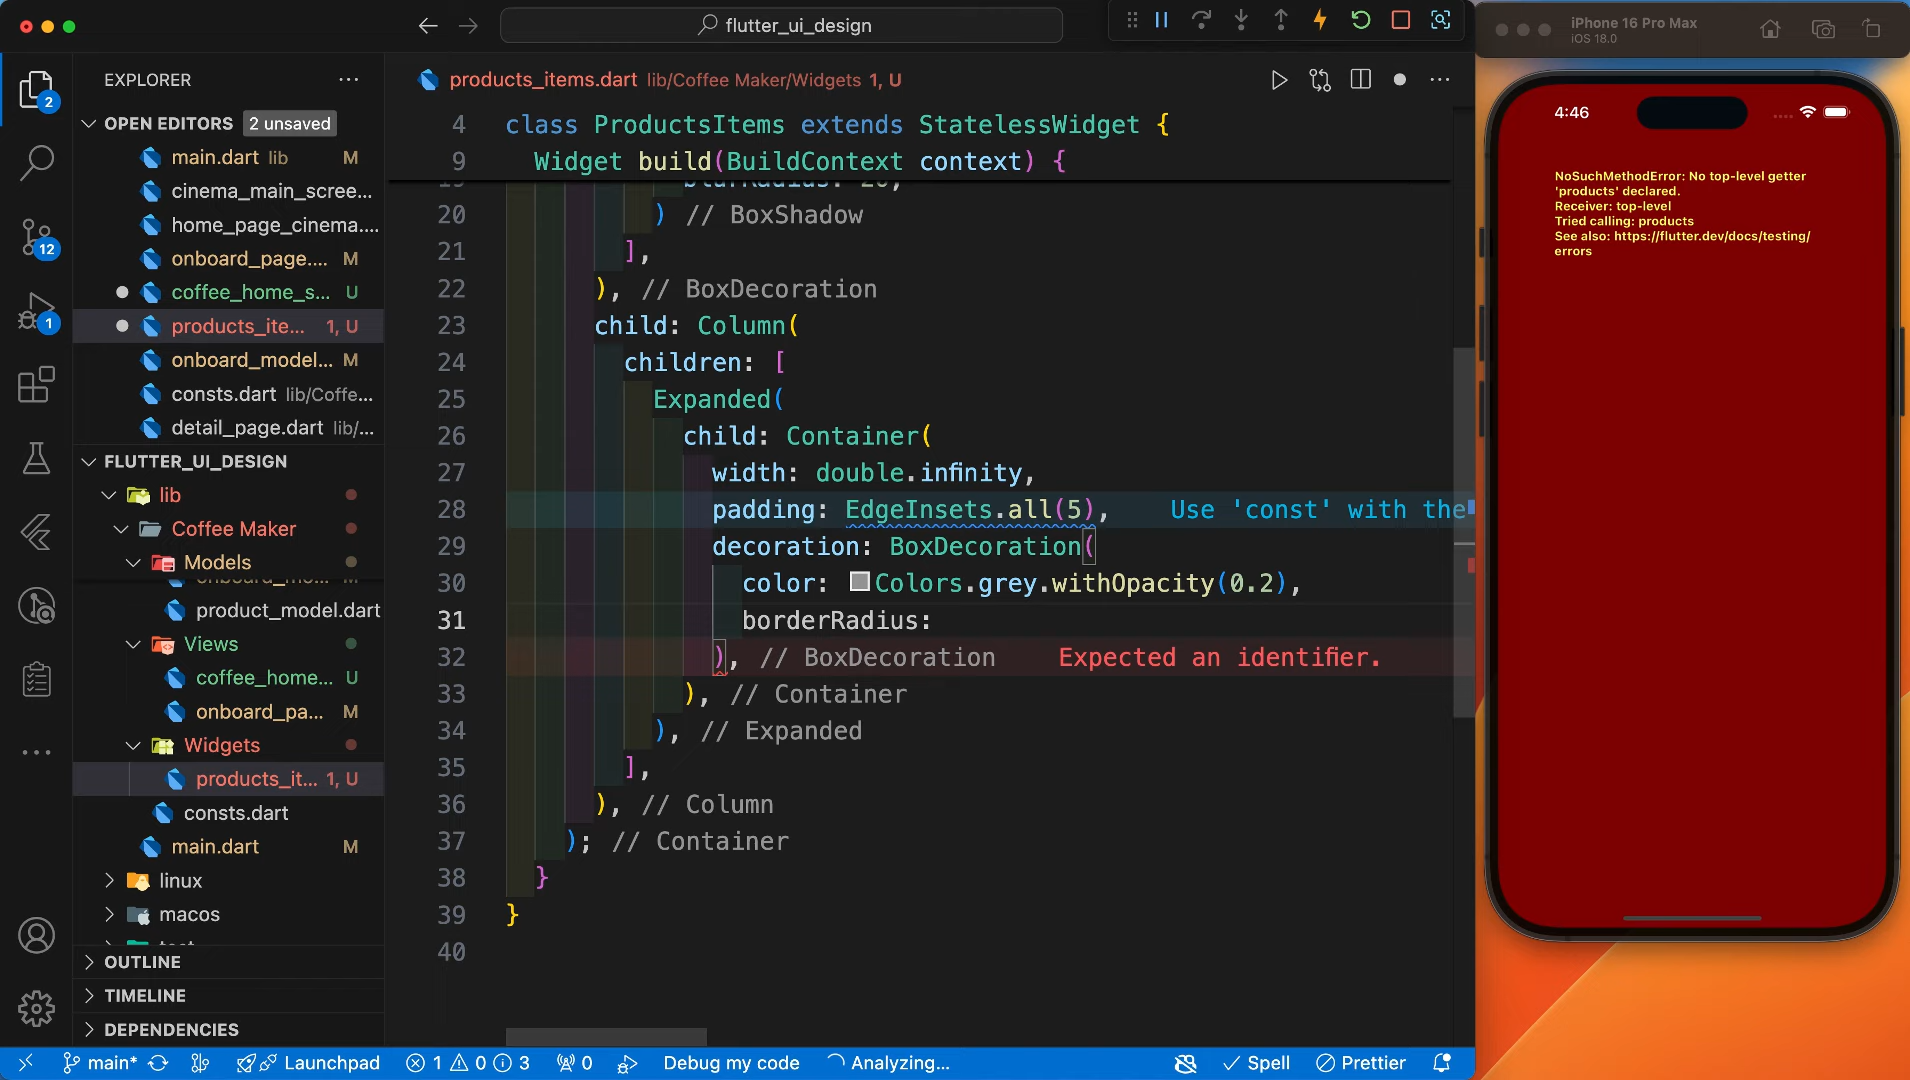 flutter_ui_design
iPhone 16 Pro Max
iOS 18.0
EXPLORER
OPEN EDITORS 2 unsaved
main.dart lib M
cinema_main_scree...
home_page_cinema....
onboard_page.... M
coffee_home_s... U
products_ite... 1, U
onboard_model... M
consts.dart lib/Coffe...
detail_page.dart lib/...
FLUTTER_UI_DESIGN
lib
Coffee Maker
Models
product_model.dart
Views
coffee_home... U
onboard_pa... M
Widgets
products_it... 1, U
consts.dart
main.dart M
linux
macos
OUTLINE
TIMELINE
DEPENDENCIES
2
12
1
products_items.dart lib/Coffee Maker/Widgets 1, U
4 class ProductsItems extends StatelessWidget {
9 Widget build(BuildContext context) {
20 ) // BoxShadow
21 ],
22 ), // BoxDecoration
23 child: Column(
24 children: [
25 Expanded(
26 child: Container(
27 width: double.infinity,
28 padding: EdgeInsets.all(5), Use 'const' with the
29 decoration: BoxDecoration(
30 color: Colors.grey.withOpacity(0.2),
31 borderRadius:
32 ), // BoxDecoration Expected an identifier.
33 ), // Container
34 ), // Expanded
35 ],
36 ), // Column
37 ); // Container
38 }
39 }
40
4:46
NoSuchMethodError: No top-level getter
'products' declared.
Receiver: top-level
Tried calling: products
See also: https://flutter.dev/docs/testing/
errors
main* Launchpad 1 0 3 0 Debug my code Analyzing... Spell Prettier